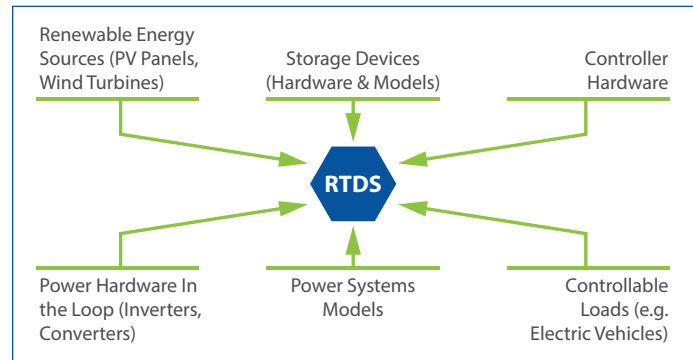 Renewable Energy
Sources (PV Panels,
Wind Turbines)
Storage Devices
(Hardware & Models)
Controller
Hardware
RTDS
Power Hardware In
the Loop (Inverters,
Converters)
Power Systems
Models
Controllable
Loads (e.g.
Electric Vehicles)